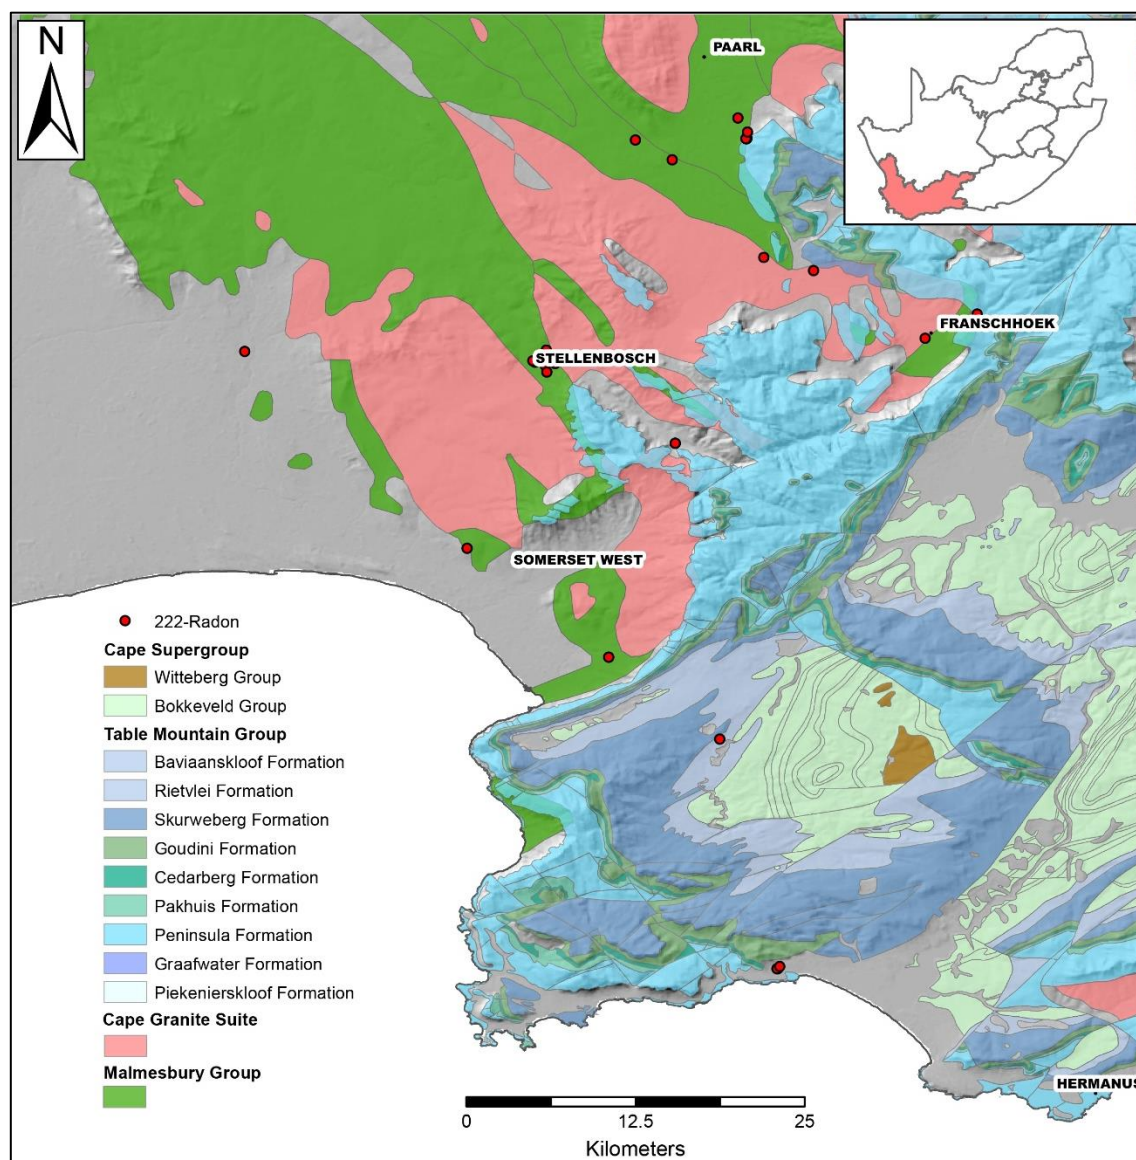 N
PAARL
FRANSCHHOEK
STELLENBOSCH
SOMERSET WEST
222-Radon
Cape Supergroup
Witteberg Group
Bokkeveld Group
Table Mountain Group
Baviaanskloof Formation
Rietvlei Formation
Skurweberg Formation
Goudini Formation
Cedarberg Formation
Pakhuis Formation
Peninsula Formation
Graafwater Formation
Piekenierskloof Formation
Cape Granite Suite
Malmesbury Group
HERMANUS
0 12.5 25
Kilometers